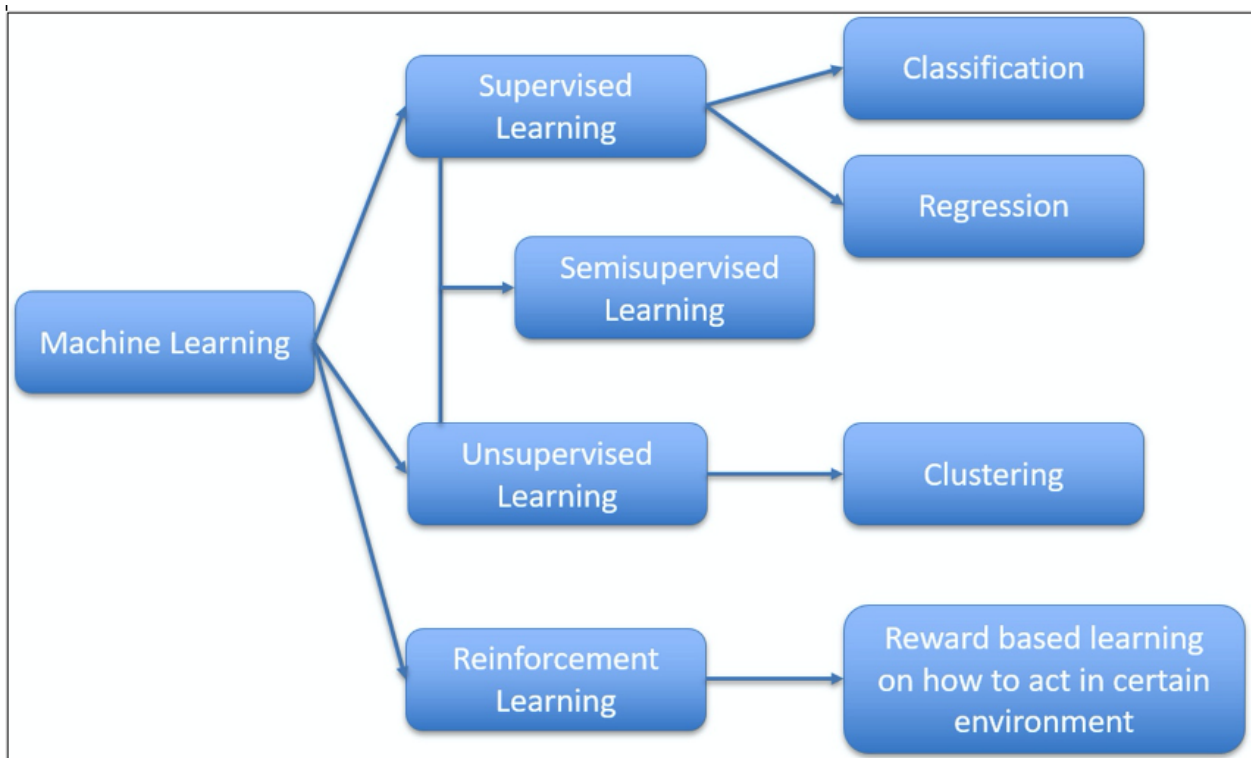 Supervised
Learning
Classification
Regression
Semisupervised
Learning
Machine Learning
Unsupervised
Learning
Clustering
Reinforcement
Learning
Reward based learning
on how to act in certain
environment